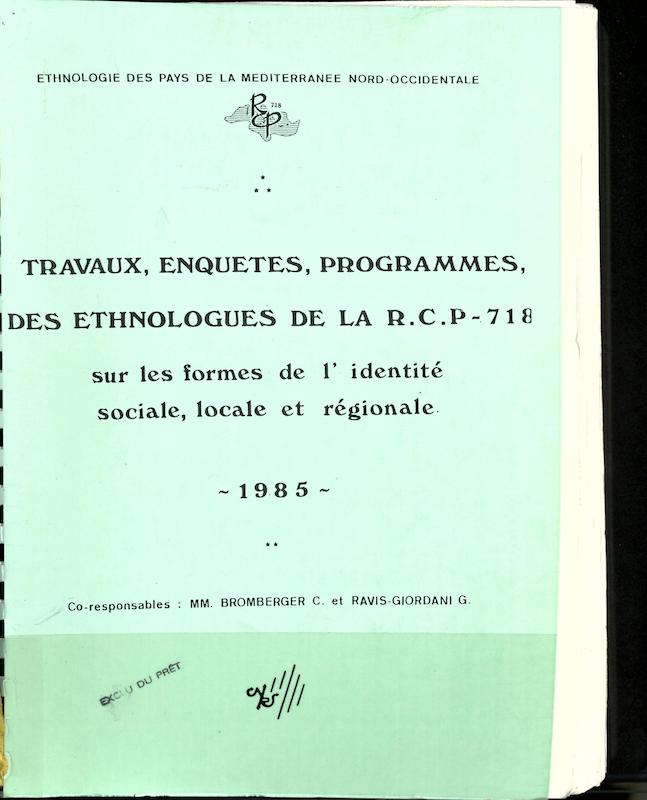 ETHNOLOGIE DES PAYS DE LA MEDITERRANEE NORD-OCCIDENTALE
RCP 718
TRAVAUX, ENQUETES, PROGRAMMES,
DES ETHNOLOGUES DE LA R.C.P-718
sur les formes de l' identité
sociale, locale et régionale.
~ 1985 ~
Co-responsables : MM. BROMBERGER C. et RAVIS-GIORDANI G.
EXCLU DU PRÊT
cnrs